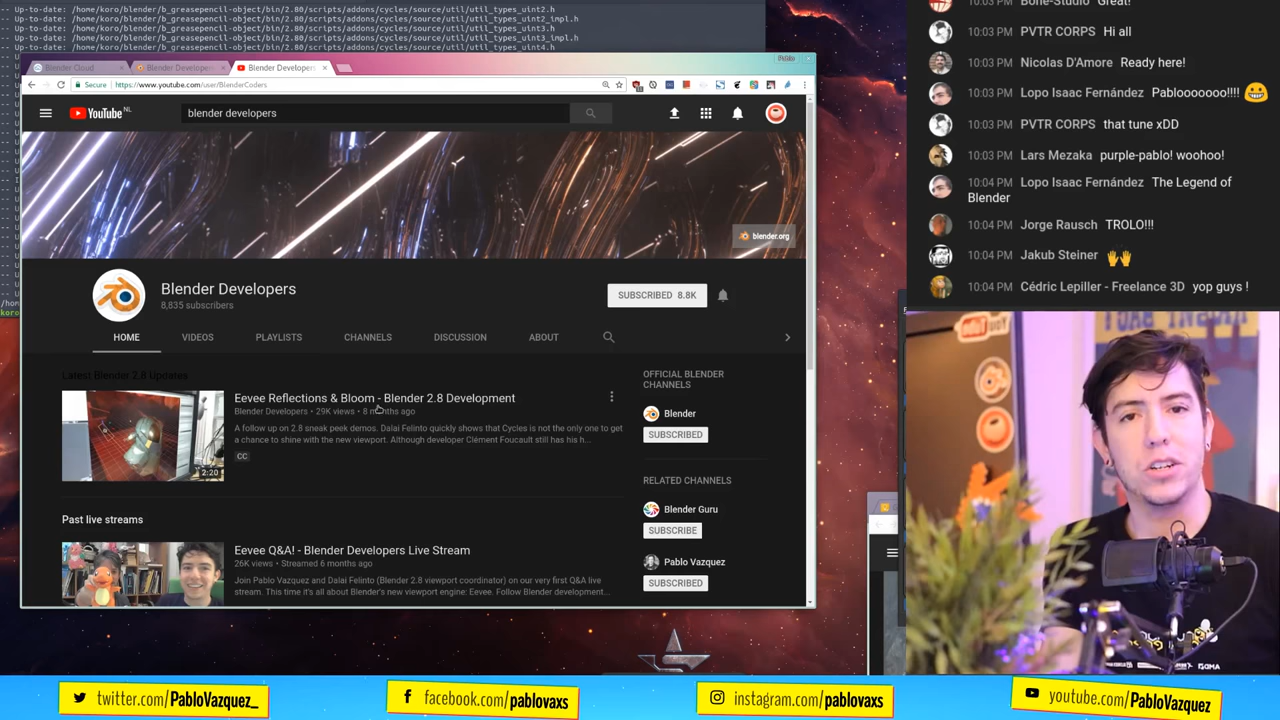 -- Up-to-date: /home/koro/blender/b_greasepencil-object/bin/2.80/scripts/addons/cycles/source/util/util_types_uint2.h
-- Up-to-date: /home/koro/blender/b_greasepencil-object/bin/2.80/scripts/addons/cycles/source/util/util_types_uint2_impl.h
-- Up-to-date: /home/koro/blender/b_greasepencil-object/bin/2.80/scripts/addons/cycles/source/util/util_types_uint3.h
-- Up-to-date: /home/koro/blender/b_greasepencil-object/bin/2.80/scripts/addons/cycles/source/util/util_types_uint3_impl.h
-- Up-to-date: /home/koro/blender/b_greasepencil-object/bin/2.80/scripts/addons/cycles/source/util/util_types_uint4.h
Blender Cloud
Blender Develope
Blender Developers
Pablo
Secure https://www.youtube.com/user/BlenderCoders
YouTube NL
blender developers
blender.org
Blender Developers
8,835 subscribers
SUBSCRIBED 8.8K
HOME VIDEOS PLAYLISTS CHANNELS DISCUSSION ABOUT
Latest Blender 2.8 Updates
Eevee Reflections & Bloom - Blender 2.8 Development
Blender Developers • 29K views • 8 months ago
A follow up on 2.8 sneak peek demos. Dalai Felinto quickly shows that Cycles is not the only one to get
a chance to shine with the new viewport. Although developer Clément Foucault still has his h...
CC
2:20
Past live streams
Eevee Q&A! - Blender Developers Live Stream
26K views • Streamed 6 months ago
Join Pablo Vazquez and Dalai Felinto (Blender 2.8 viewport coordinator) on our very first Q&A live
stream. This time it's all about Blender's new viewport engine: Eevee. Follow Blender development...
OFFICIAL BLENDER
CHANNELS
Blender
SUBSCRIBED
RELATED CHANNELS
Blender Guru
SUBSCRIBE
Pablo Vazquez
SUBSCRIBED
Bone-Studio Great!
10:03 PM PVTR CORPS Hi all
10:03 PM Nicolas D'Amore Ready here!
10:03 PM Lopo Isaac Fernández Pablooooooo!!!! 😀
10:03 PM PVTR CORPS that tune xDD
10:03 PM Lars Mezaka purple-pablo! woohoo!
10:04 PM Lopo Isaac Fernández The Legend of
Blender
10:04 PM Jorge Rausch TROLO!!!
10:04 PM Jakub Steiner 🙌
10:04 PM Cédric Lepiller - Freelance 3D yop guys !
twitter.com/PabloVazquez_
facebook.com/pablovaxs
instagram.com/pablovaxs
youtube.com/PabloVazquez